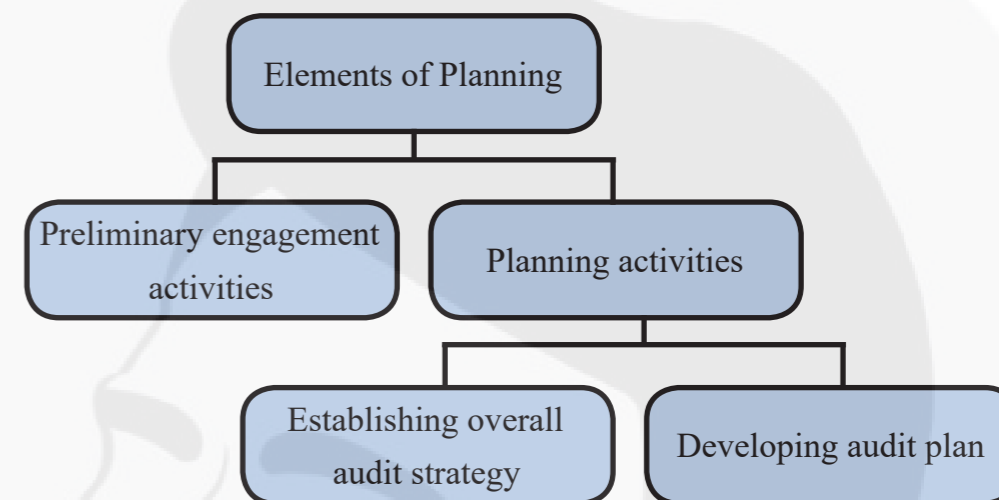 Elements of Planning
Preliminary engagement
activities
Planning activities
Establishing overall
audit strategy
Developing audit plan